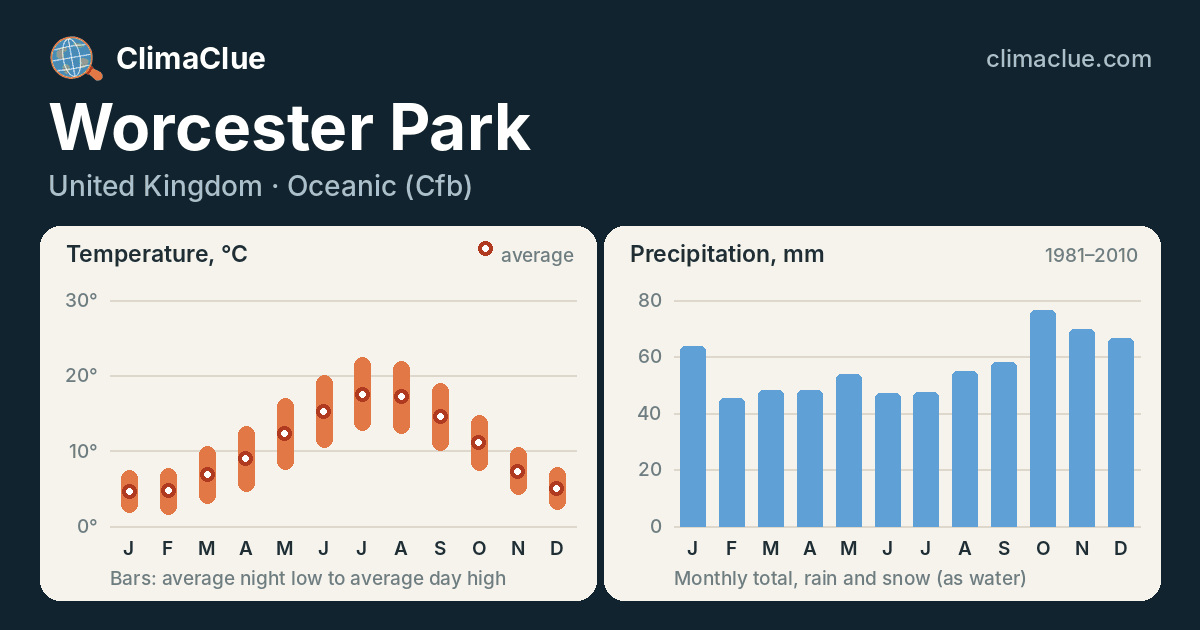 ClimaClue
climaclue.com
Worcester Park
United Kingdom · Oceanic (Cfb)
Temperature, °C
average
30°
20°
10°
0°
J F M A M J J A S O N D
Bars: average night low to average day high
Precipitation, mm
1981–2010
80
60
40
20
0
J F M A M J J A S O N D
Monthly total, rain and snow (as water)